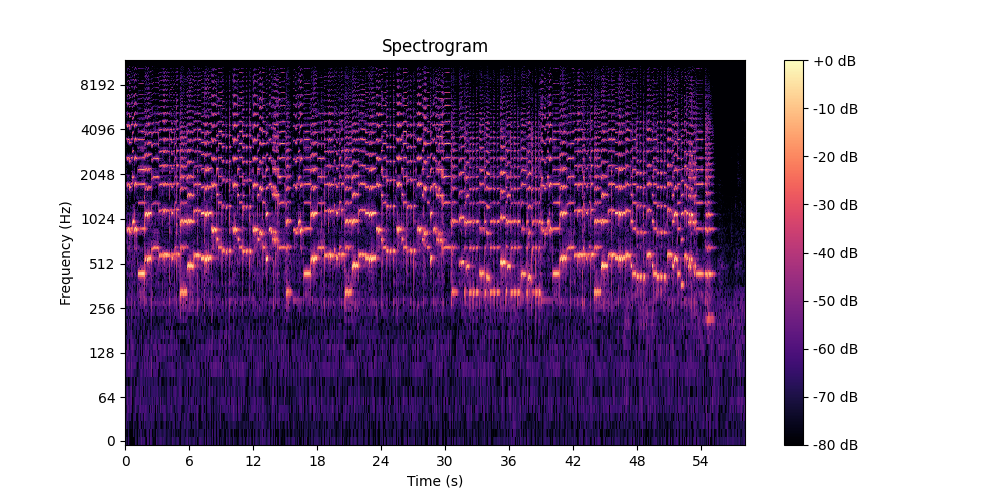 Spectrogram
Frequency (Hz)
8192
4096
2048
1024
512
256
128
64
0
0 6 12 18 24 30 36 42 48 54
Time (s)
+0 dB
-10 dB
-20 dB
-30 dB
-40 dB
-50 dB
-60 dB
-70 dB
-80 dB